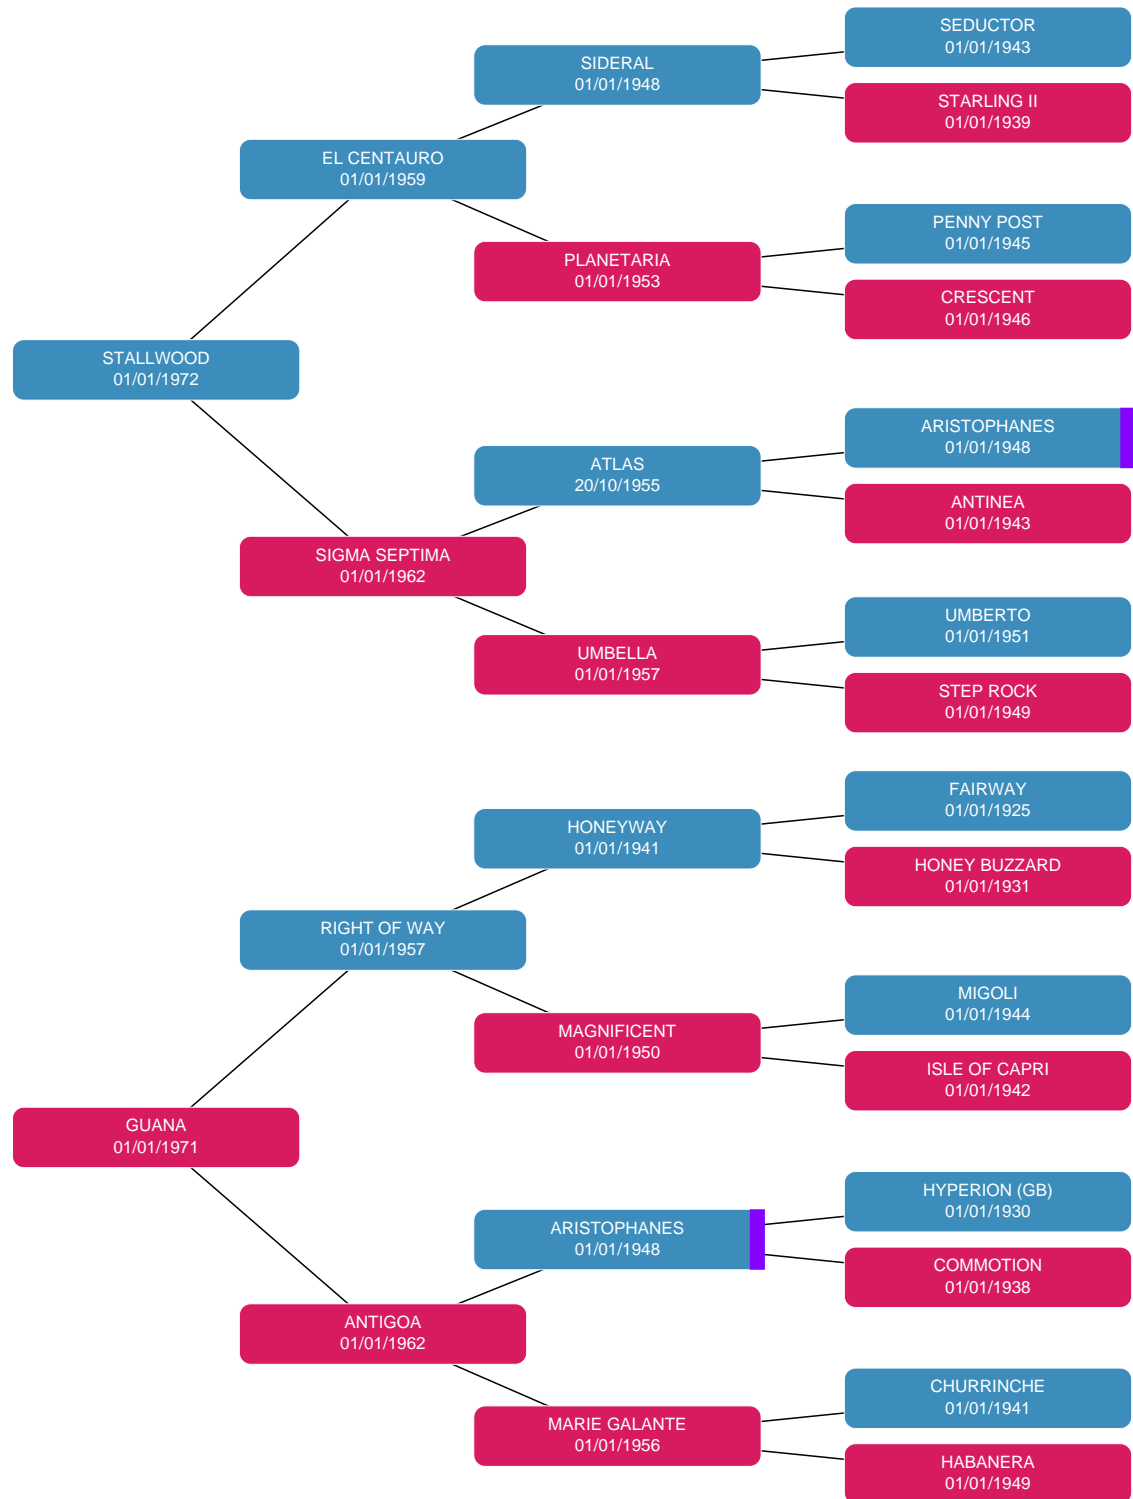 SEDUCTOR
01/01/1943
SIDERAL
01/01/1948
STARLING II
01/01/1939
EL CENTAURO
01/01/1959
PENNY POST
01/01/1945
PLANETARIA
01/01/1953
CRESCENT
01/01/1946
STALLWOOD
01/01/1972
ARISTOPHANES
01/01/1948
ATLAS
20/10/1955
ANTINEA
01/01/1943
SIGMA SEPTIMA
01/01/1962
UMBERTO
01/01/1951
UMBELLA
01/01/1957
STEP ROCK
01/01/1949
FAIRWAY
01/01/1925
HONEYWAY
01/01/1941
HONEY BUZZARD
01/01/1931
RIGHT OF WAY
01/01/1957
MIGOLI
01/01/1944
MAGNIFICENT
01/01/1950
ISLE OF CAPRI
01/01/1942
GUANA
01/01/1971
HYPERION (GB)
01/01/1930
ARISTOPHANES
01/01/1948
COMMOTION
01/01/1938
ANTIGOA
01/01/1962
CHURRINCHE
01/01/1941
MARIE GALANTE
01/01/1956
HABANERA
01/01/1949